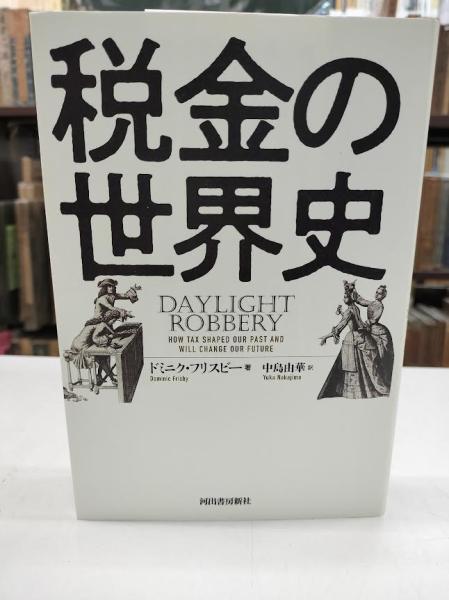 税金の
世界史
DAYLIGHT
ROBBERY
HOW TAX SHAPED OUR PAST AND
WILL CHANGE OUR FUTURE
ドミニク・フリスビー 著 中島由華 訳
Dominic Frisby Yuka Nakajima
河出書房新社